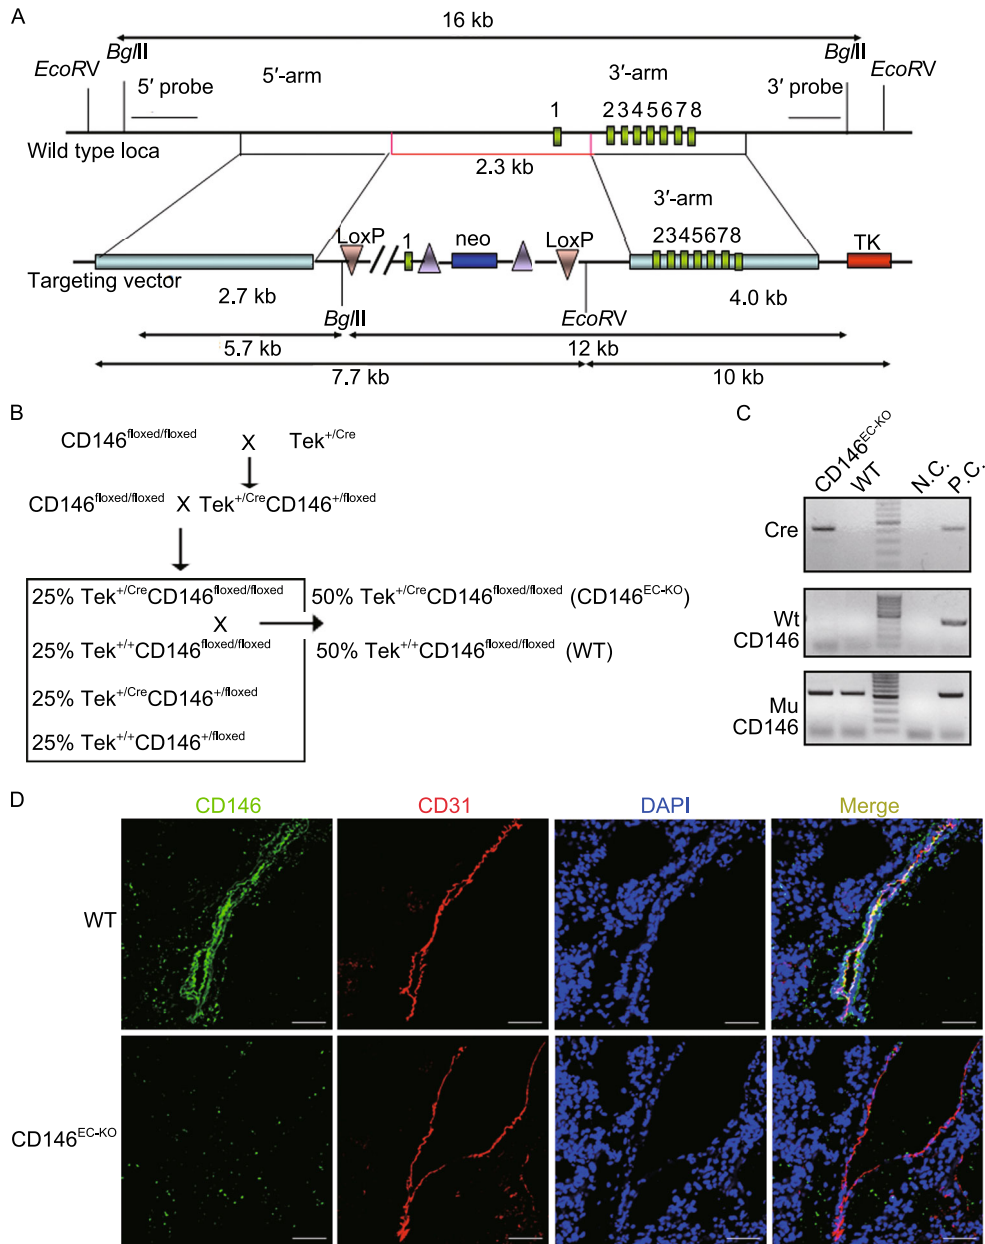 A
16 kb
BglII
BglII
EcoRV
EcoRV
5′ probe
5′-arm
3′-arm
3′ probe
1
2345678
Wild type loca
2.3 kb
3′-arm
LoxP
1
neo
LoxP
2345678
TK
Targeting vector
2.7 kb
4.0 kb
BglII
EcoRV
5.7 kb
12 kb
7.7 kb
10 kb
B
CD146floxed/floxed X Tek+/Cre
CD146floxed/floxed X Tek+/CreCD146+/floxed
25% Tek+/CreCD146floxed/floxed
50% Tek+/CreCD146floxed/floxed (CD146EC-KO)
X
25% Tek+/+CD146floxed/floxed
50% Tek+/+CD146floxed/floxed (WT)
25% Tek+/CreCD146+/floxed
25% Tek+/+CD146+/floxed
C
CD146EC-KO
WT
N.C.
P.C.
Cre
Wt
CD146
Mu
CD146
D
CD146
CD31
DAPI
Merge
WT
CD146EC-KO